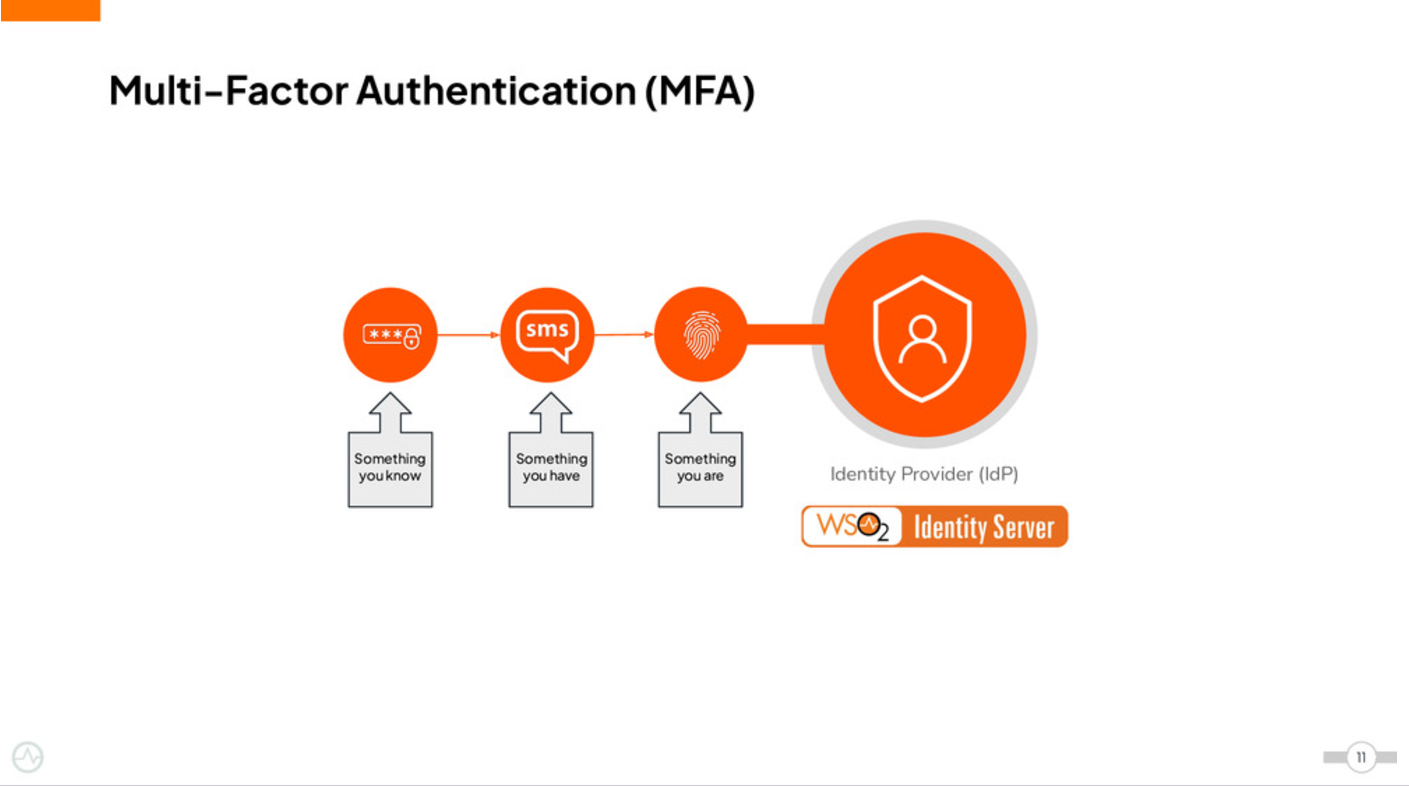 Multi-Factor Authentication (MFA)
***
sms
Something
you know
Something
you have
Something
you are
Identity Provider (IdP)
WSO2 Identity Server
11